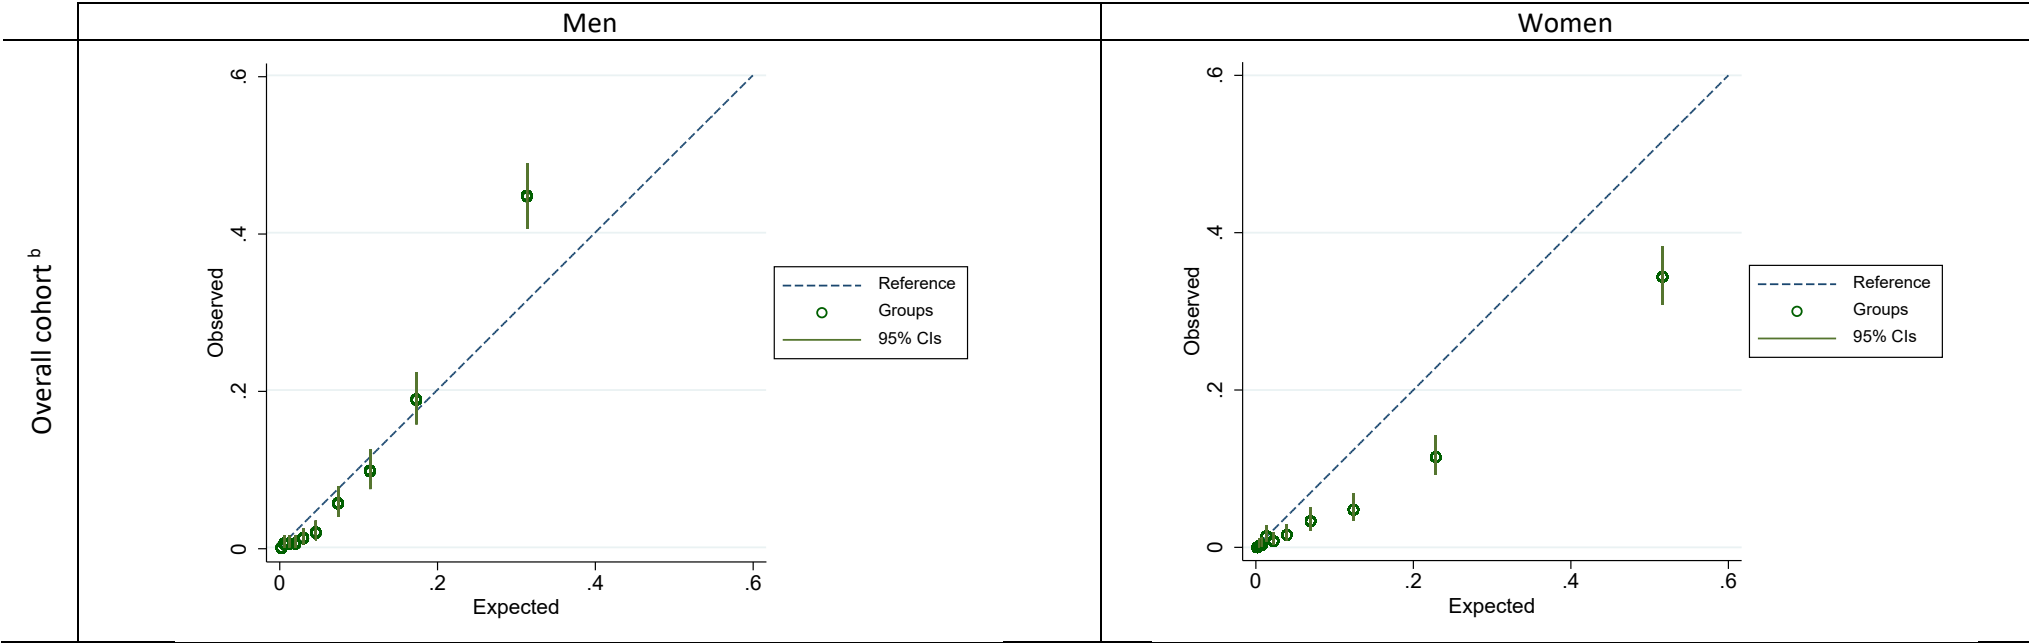 Men
Women
Overall cohort b
.6
.4
.2
0
Observed
0
.2
.4
.6
Expected
Reference
Groups
95% CIs
.6
.4
.2
0
Observed
0
.2
.4
.6
Expected
Reference
Groups
95% CIs